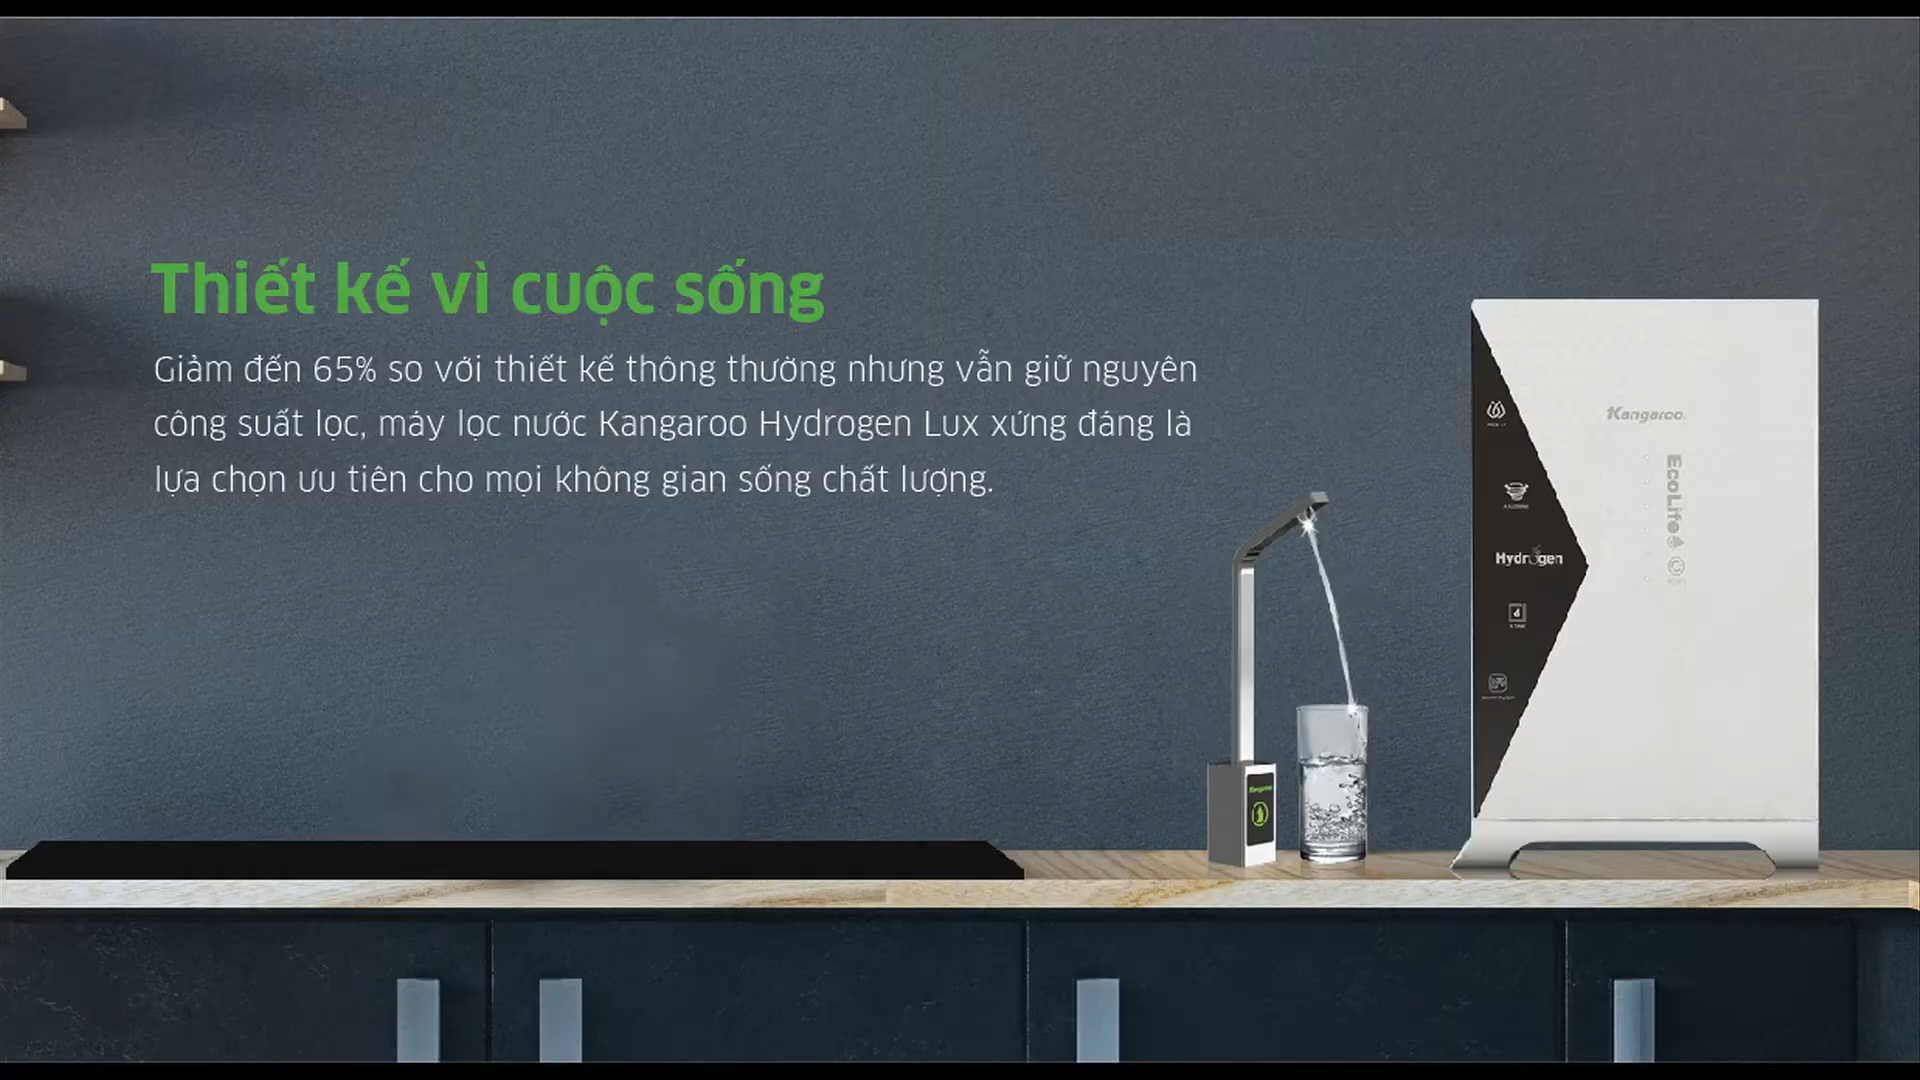 Thiết kế vì cuộc sống
Giảm đến 65% so với thiết kế thông thường nhưng vẫn giữ nguyên
công suất lọc, máy lọc nước Kangaroo Hydrogen Lux xứng đáng là
lựa chọn ưu tiên cho mọi không gian sống chất lượng.
Kangaroo
EcoLife
Hydrogen
Kangaroo